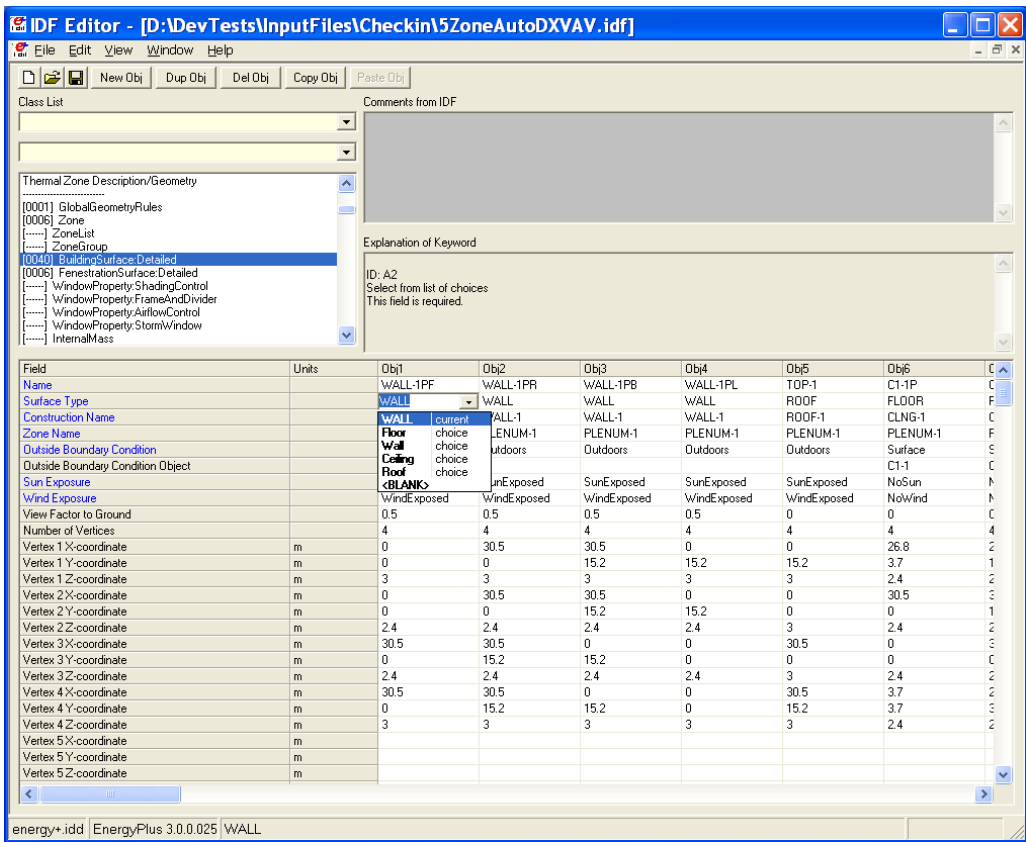 IDF Editor - [D:\DevTests\InputFiles\Checkin\5ZoneAutoDXVAV.idf]
File Edit View Window Help
New Obj Dup Obj Del Obj Copy Obj Paste Obj
Class List Comments from IDF
Thermal Zone Description/Geometry
--------------------------
[0001] GlobalGeometryRules
[0006] Zone
[------] ZoneList
[------] ZoneGroup
[0040] BuildingSurface:Detailed
[0006] FenestrationSurface:Detailed
[------] WindowProperty:ShadingControl
[------] WindowProperty:FrameAndDivider
[------] WindowProperty:AirflowControl
[------] WindowProperty:StormWindow
[------] InternalMass
Explanation of Keyword
ID: A2
Select from list of choices
This field is required.
Field Units Obj1 Obj2 Obj3 Obj4 Obj5 Obj6
Name WALL-1PF WALL-1PR WALL-1PB WALL-1PL TOP-1 C1-1P
Surface Type WALL WALL WALL WALL ROOF FLOOR
Construction Name WALL-1 WALL-1 WALL-1 ROOF-1 CLNG-1
Zone Name PLENUM-1 PLENUM-1 PLENUM-1 PLENUM-1 PLENUM-1
Outside Boundary Condition Outdoors Outdoors Outdoors Outdoors Surface
Outside Boundary Condition Object C1-1
Sun Exposure SunExposed SunExposed SunExposed SunExposed NoSun
Wind Exposure WindExposed WindExposed WindExposed WindExposed WindExposed NoWind
WALL current
Floor choice
Wall choice
Ceiling choice
Roof choice
<BLANK>
View Factor to Ground 0.5 0.5 0.5 0.5 0 0
Number of Vertices 4 4 4 4 4 4
Vertex 1 X-coordinate m 0 30.5 30.5 0 0 26.8
Vertex 1 Y-coordinate m 0 0 15.2 15.2 15.2 3.7
Vertex 1 Z-coordinate m 3 3 3 3 3 2.4
Vertex 2 X-coordinate m 0 30.5 30.5 0 0 30.5
Vertex 2 Y-coordinate m 0 0 15.2 15.2 0 0
Vertex 2 Z-coordinate m 2.4 2.4 2.4 2.4 3 2.4
Vertex 3 X-coordinate m 30.5 30.5 0 0 30.5 0
Vertex 3 Y-coordinate m 0 15.2 15.2 0 0 0
Vertex 3 Z-coordinate m 2.4 2.4 2.4 2.4 3 2.4
Vertex 4 X-coordinate m 30.5 30.5 0 0 30.5 3.7
Vertex 4 Y-coordinate m 0 15.2 15.2 0 15.2 3.7
Vertex 4 Z-coordinate m 3 3 3 3 3 2.4
Vertex 5 X-coordinate m
Vertex 5 Y-coordinate m
Vertex 5 Z-coordinate m
energy+.idd EnergyPlus 3.0.0.025 WALL